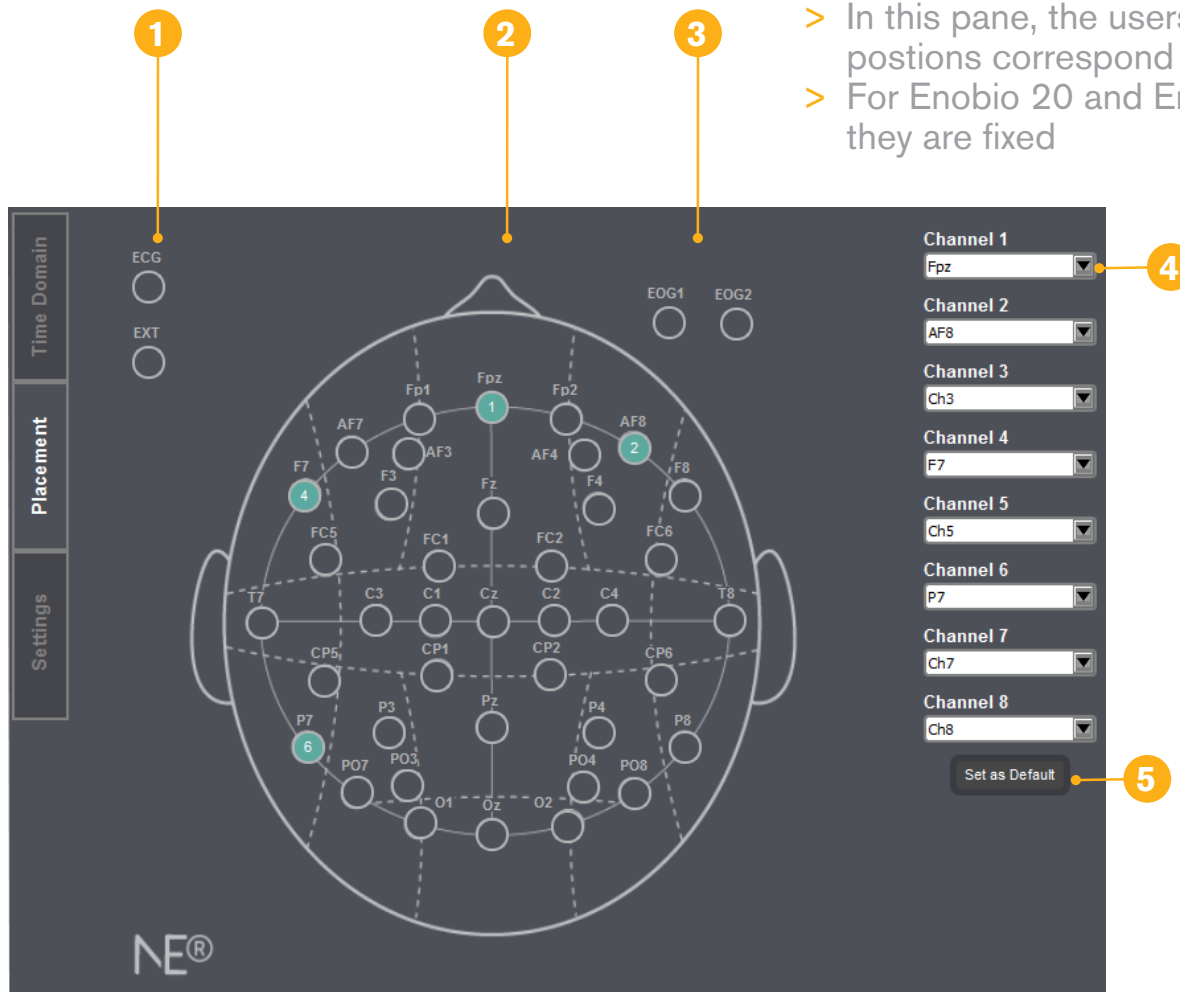 1
2
3
> In this pane, the users
postions correspond
> For Enobio 20 and
they are fixed
Time Domain
Placement
Settings
ECG
EXT
EOG1 EOG2
Fpz
Fp1 Fp2
1
AF7 AF8
2
AF3 AF4
F7 F3 Fz F4 F8
4
FC5 FC1 FC2 FC6
T7 C3 C1 Cz C2 C4 T8
CP5 CP1 CP2 CP6
P7 P3 Pz P4 P8
6
PO7 PO3 PO4 PO8
O1 Oz O2
NE®
Channel 1
Fpz
4
Channel 2
AF8
Channel 3
Ch3
Channel 4
F7
Channel 5
Ch5
Channel 6
P7
Channel 7
Ch7
Channel 8
Ch8
Set as Default
5